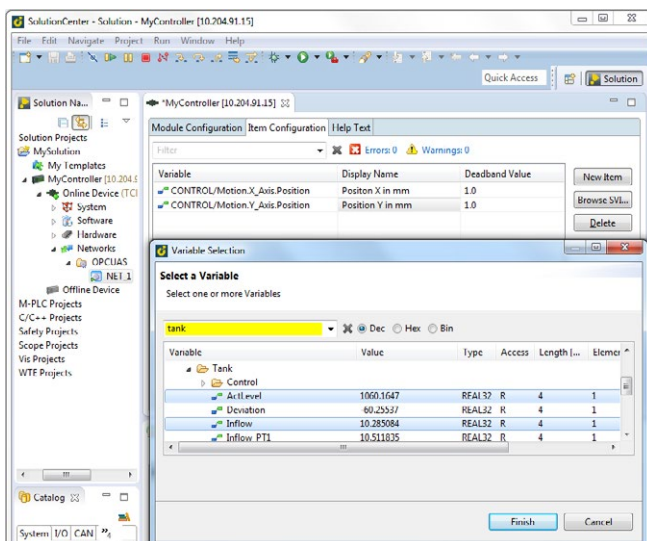 SolutionCenter - Solution - MyController [10.204.91.15]
File Edit Navigate Project Run Window Help
Quick Access
Solution
Solution Na...
Solution Projects
MySolution
My Templates
MyController [10.204.9
Online Device (TCI
System
Software
Hardware
Networks
OPCUAS
NET_1
Offline Device
M-PLC Projects
C/C++ Projects
Safety Projects
Scope Projects
Vis Projects
WTE Projects
*MyController [10.204.91.15]
Module Configuration Item Configuration Help Text
Filter
Errors: 0 Warnings: 0
Variable Display Name Deadband Value
CONTROL/Motion.X_Axis.Position Positon X in mm 1.0
CONTROL/Motion.Y_Axis.Position Position Y in mm 1.0
New Item
Browse SVI...
Delete
Variable Selection
Select a Variable
Select one or more Variables
tank
Dec Hex Bin
Variable Value Type Access Length [... Elemer
Tank
Control
ActLevel 1060.1647 REAL32 R 4 1
Deviation -60.25537 REAL32 R 4 1
Inflow 10.285084 REAL32 R 4 1
Inflow_PT1 10.511835 REAL32 R 4 1
Finish Cancel
Catalog
System I/O CAN »4